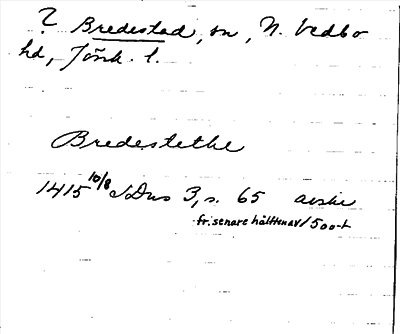 ? Bredestad, sn, N. Vedbo
hd, Jönk. l.
Bredestethe
1415 10/8 SDns 3, s. 65 avskr
fr. senare hälften av 1500-t